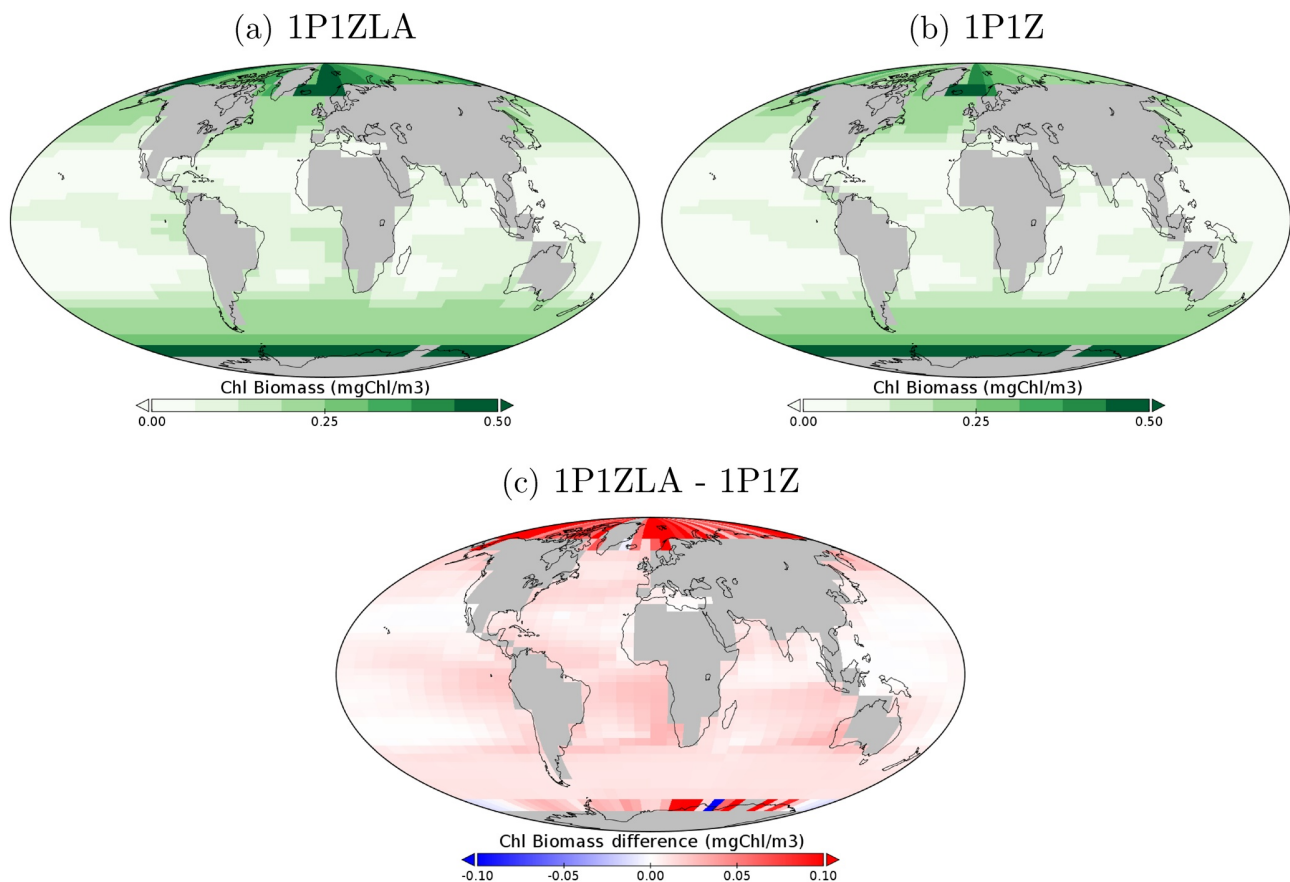 (a) 1P1ZLA
(b) 1P1Z
Chl Biomass (mgChl/m3)
0.00 0.25 0.50
Chl Biomass (mgChl/m3)
0.00 0.25 0.50
(c) 1P1ZLA - 1P1Z
Chl Biomass difference (mgChl/m3)
-0.10 -0.05 0.00 0.05 0.10